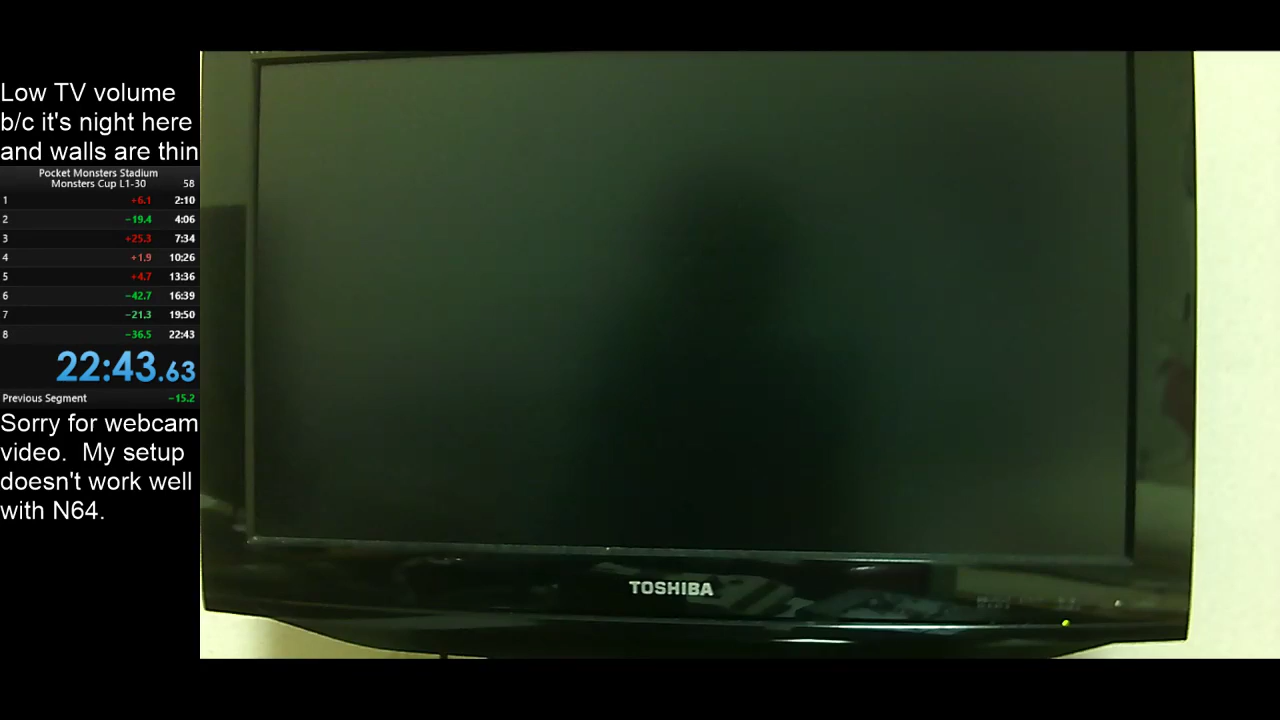 Low TV volume
b/c it's night here
and walls are thin
Pocket Monsters Stadium
Monsters Cup L1-30 58
1 +6.1 2:10
2 −19.4 4:06
3 +25.3 7:34
4 +1.9 10:26
5 +4.7 13:36
6 −42.7 16:39
7 −21.3 19:50
8 −36.5 22:43
22:43.63
Previous Segment −15.2
Sorry for webcam
video.  My setup
doesn't work well
with N64.
TOSHIBA